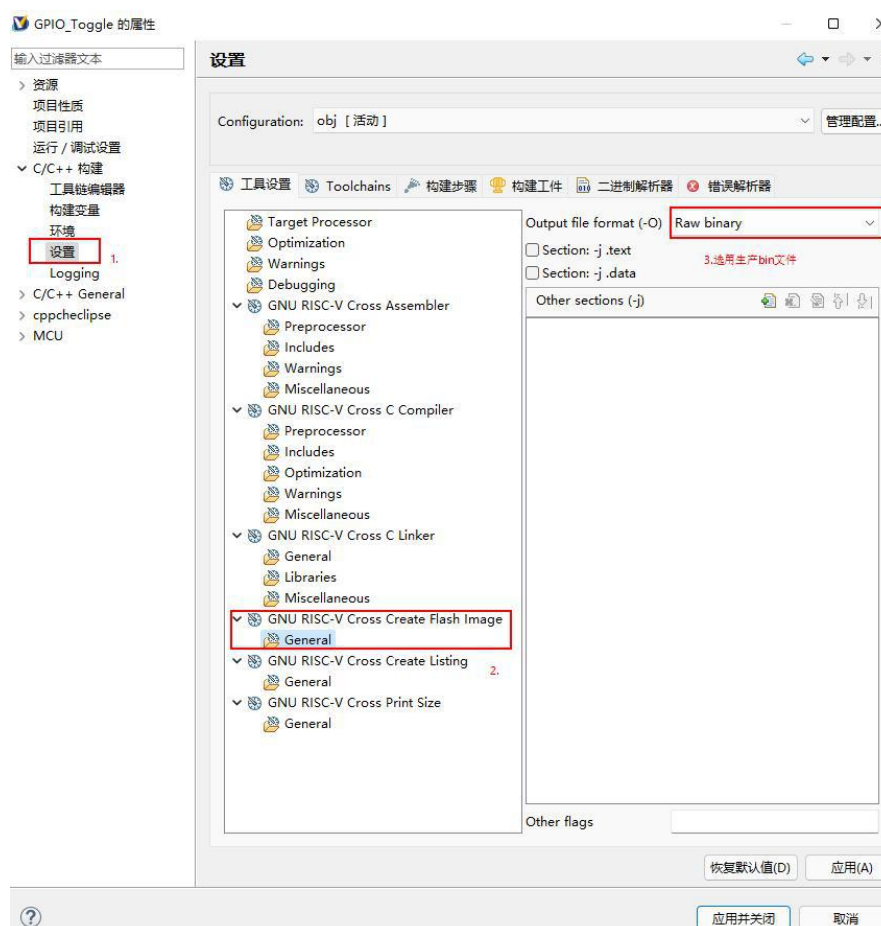 GPIO_Toggle 的属性
输入过滤器文本
资源
项目性质
项目引用
运行 / 调试设置
C/C++ 构建
工具链编辑器
构建变量
环境
设置
1.
Logging
C/C++ General
cppcheclipse
MCU
设置
Configuration:
obj [ 活动 ]
管理配置...
工具设置
Toolchains
构建步骤
构建工件
二进制解析器
错误解析器
Target Processor
Optimization
Warnings
Debugging
GNU RISC-V Cross Assembler
Preprocessor
Includes
Warnings
Miscellaneous
GNU RISC-V Cross C Compiler
Preprocessor
Includes
Optimization
Warnings
Miscellaneous
GNU RISC-V Cross C Linker
General
Libraries
Miscellaneous
GNU RISC-V Cross Create Flash Image
General
GNU RISC-V Cross Create Listing
2.
General
GNU RISC-V Cross Print Size
General
Output file format (-O)
Raw binary
Section: -j .text
3.选用生产bin文件
Section: -j .data
Other sections (-j)
Other flags
恢复默认值(D)
应用(A)
应用并关闭
取消